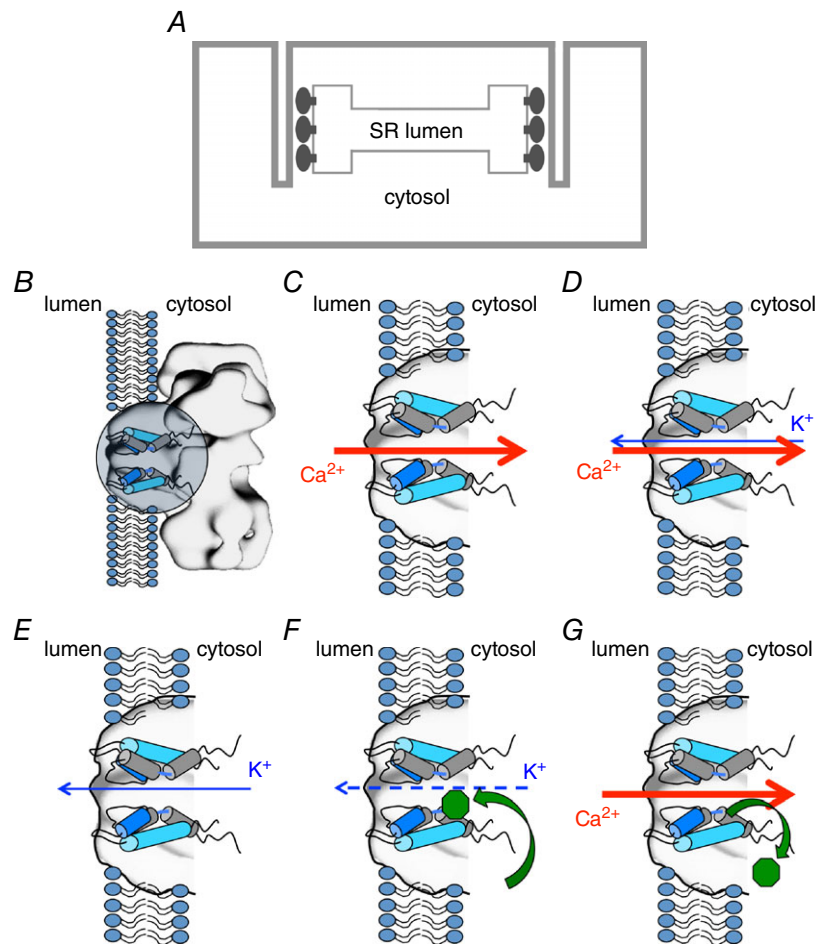 A
SR lumen
cytosol
B
lumen cytosol
C
lumen cytosol
Ca2+
D
lumen cytosol
K+
Ca2+
E
lumen cytosol
K+
F
lumen cytosol
K+
G
lumen cytosol
Ca2+